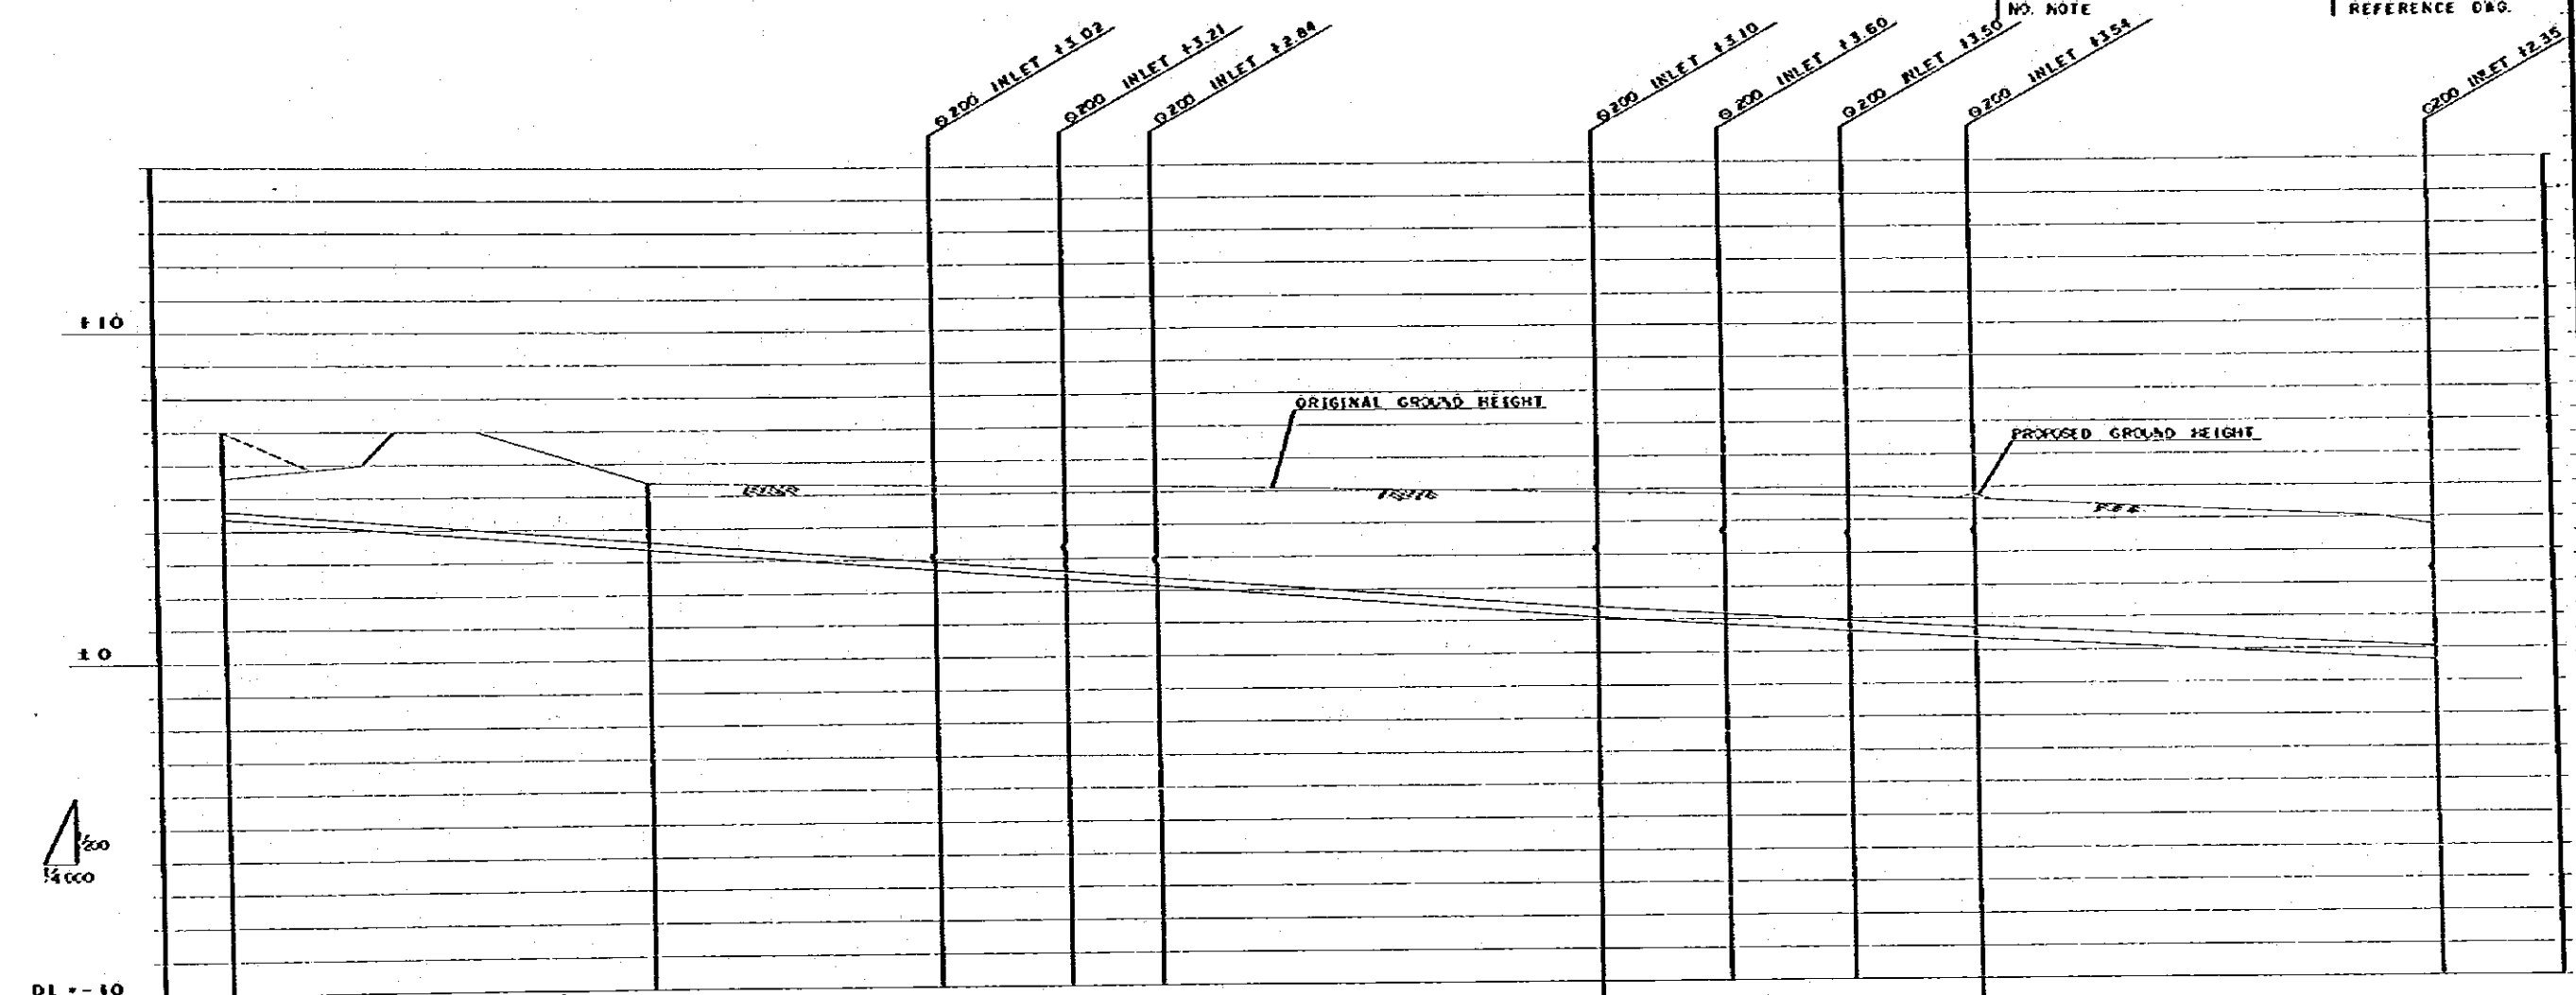 NO. NOTE
REFERENCE DWG.
Ø200 INLET +3.02
Ø200 INLET +3.21
Ø200 INLET +2.84
Ø200 INLET +3.10
Ø200 INLET +3.60
Ø200 INLET +3.50
Ø200 INLET +3.54
Ø200 INLET +2.35
+10
ORIGINAL GROUND HEIGHT
PROPOSED GROUND HEIGHT
±0
1/200
1/4000
DL=-10